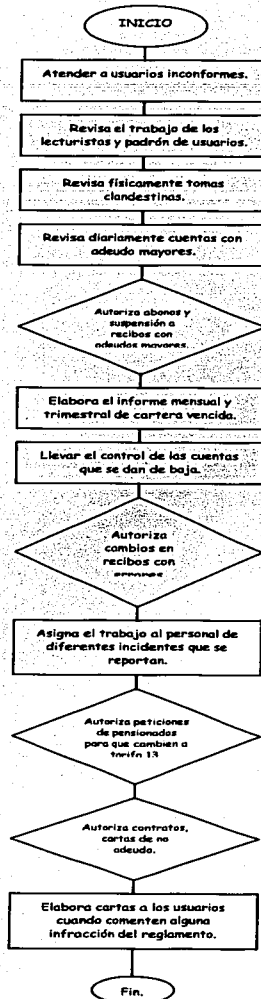 INICIO
Atender a usuarios inconformes.
Revisa el trabajo de los
lecturistas y padrón de usuarios.
Revisa físicamente tomas
clandestinas.
Revisa diariamente cuentas con
adeudo mayores.
Autoriza abonos y
suspensión a
recibos con
adeudos mayores.
Elabora el informe mensual y
trimestral de cartera vencida.
Llevar el control de las cuentas
que se dan de baja.
Autoriza
cambios en
recibos con
errores
Asigna el trabajo al personal de
diferentes incidentes que se
reportan.
Autoriza peticiones
de pensionados
para que cambien a
tarifa 13
Autoriza contratos,
cartas de no
adeudo.
Elabora cartas a los usuarios
cuando comenten alguna
infracción del reglamento.
Fin.